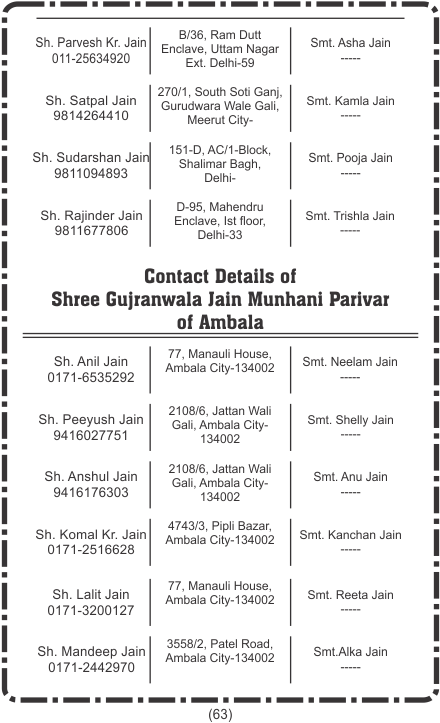 Sh. Parvesh Kr. Jain
011-25634920
B/36, Ram Dutt
Enclave, Uttam Nagar
Ext. Delhi-59
Smt. Asha Jain
-----
Sh. Satpal Jain
9814264410
270/1, South Soti Ganj,
Gurudwara Wale Gali,
Meerut City-
Smt. Kamla Jain
-----
Sh. Sudarshan Jain
9811094893
151-D, AC/1-Block,
Shalimar Bagh,
Delhi-
Smt. Pooja Jain
-----
Sh. Rajinder Jain
9811677806
D-95, Mahendru
Enclave, Ist floor,
Delhi-33
Smt. Trishla Jain
-----
Contact Details of
Shree Gujranwala Jain Munhani Parivar
of Ambala
Sh. Anil Jain
0171-6535292
77, Manauli House,
Ambala City-134002
Smt. Neelam Jain
-----
Sh. Peeyush Jain
9416027751
2108/6, Jattan Wali
Gali, Ambala City-
134002
Smt. Shelly Jain
-----
Sh. Anshul Jain
9416176303
2108/6, Jattan Wali
Gali, Ambala City-
134002
Smt. Anu Jain
-----
Sh. Komal Kr. Jain
0171-2516628
4743/3, Pipli Bazar,
Ambala City-134002
Smt. Kanchan Jain
-----
Sh. Lalit Jain
0171-3200127
77, Manauli House,
Ambala City-134002
Smt. Reeta Jain
-----
Sh. Mandeep Jain
0171-2442970
3558/2, Patel Road,
Ambala City-134002
Smt.Alka Jain
-----
(63)